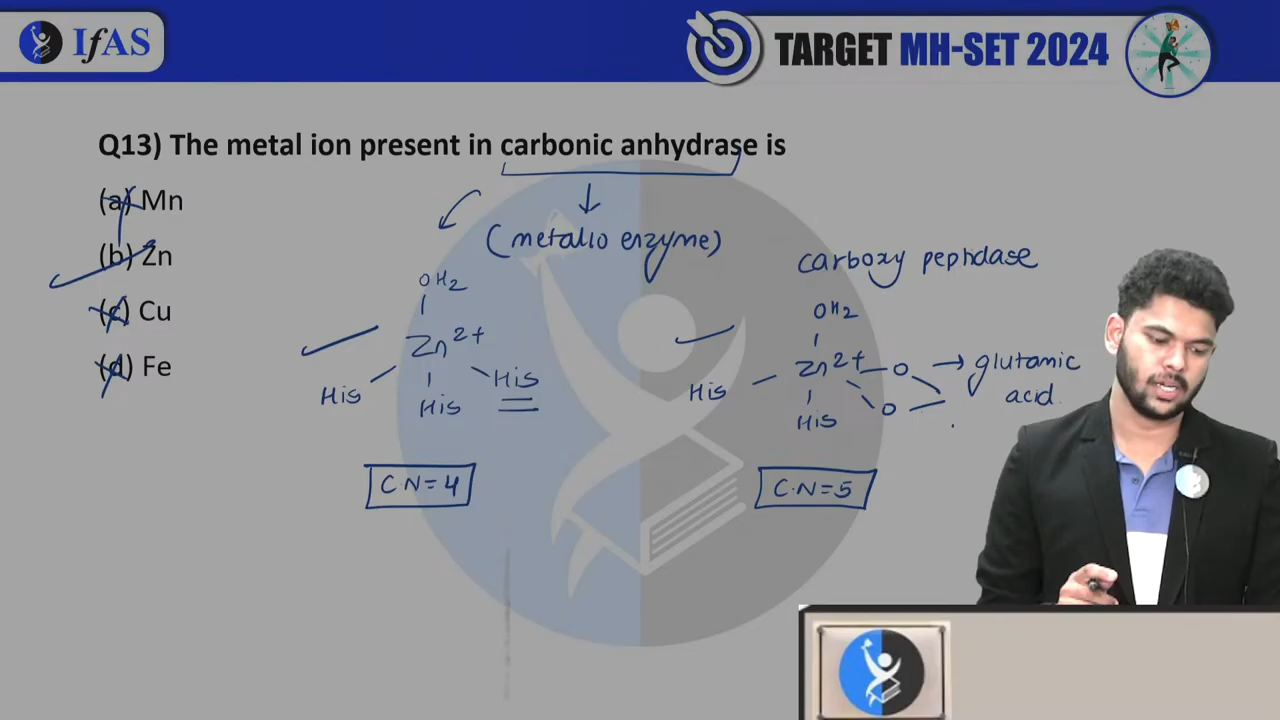 IfAS
TARGET MH-SET 2024
Q13) The metal ion present in carbonic anhydrase is
(a) Mn
(b) Zn
(c) Cu
(d) Fe
(metallo enzyme)
OH2
Zn2+
His
His
His
C.N=4
carboxy peptidase
OH2
Zn2+
O
→ glutamic
acid
His
O
His
C.N=5